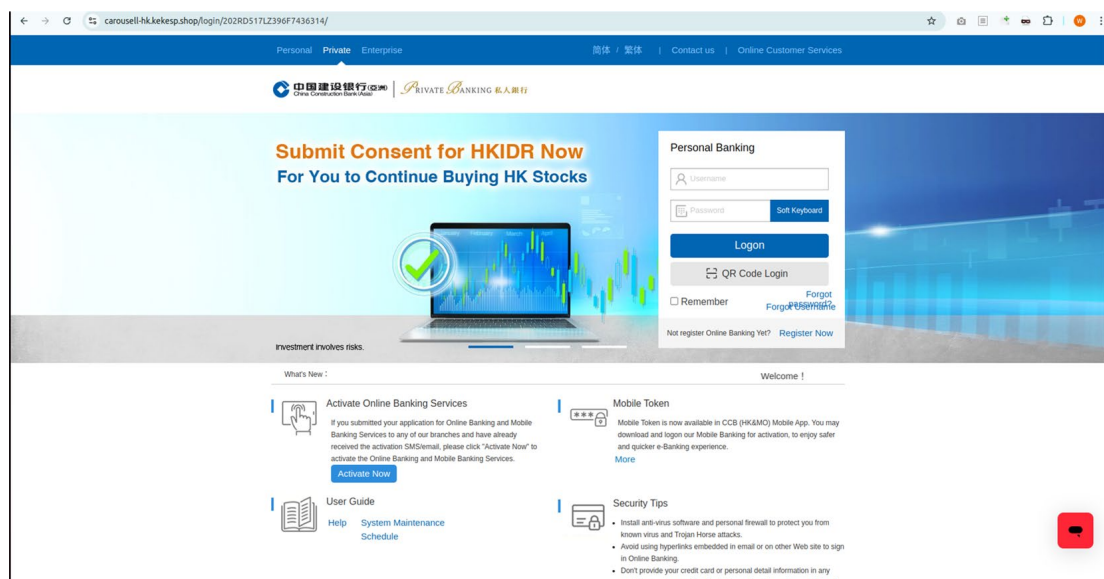 carousell-hk.kekesp.shop/login/202RD517LZ396F7436314/
Personal Private Enterprise
简体 / 繁体 | Contact us | Online Customer Services
中国建设银行(亞洲)
China Construction Bank (Asia)
PRIVATE BANKING 私人銀行
Submit Consent for HKIDR Now
For You to Continue Buying HK Stocks
January February March April
Investment involves risks.
Personal Banking
Username
Password
Soft Keyboard
Logon
QR Code Login
Remember
Forgot password?
Forgot Username
Not register Online Banking Yet? Register Now
What's New :
Welcome !
Activate Online Banking Services
If you submitted your application for Online Banking and Mobile
Banking Services to any of our branches and have already
received the activation SMS/email, please click "Activate Now" to
activate the Online Banking and Mobile Banking Services.
Activate Now
Mobile Token
Mobile Token is now available in CCB (HK&MO) Mobile App. You may
download and logon our Mobile Banking for activation, to enjoy safer
and quicker e-Banking experience.
More
User Guide
Help System Maintenance
Schedule
Security Tips
Install anti-virus software and personal firewall to protect you from
known virus and Trojan Horse attacks.
Avoid using hyperlinks embedded in email or on other Web site to sign
in Online Banking.
Don't provide your credit card or personal detail information in any